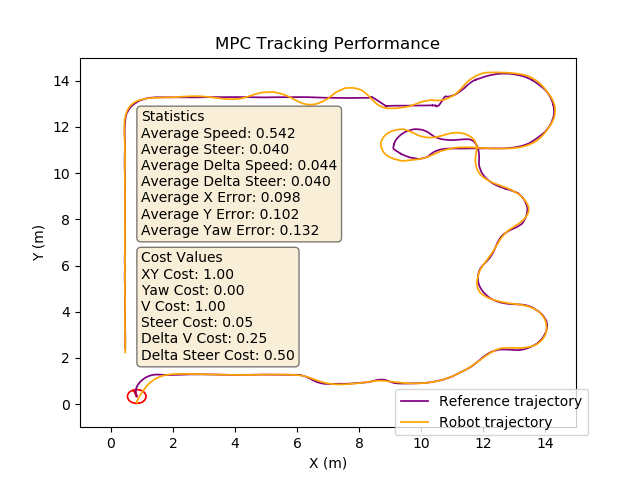 MPC Tracking Performance
14
12
10
8
6
4
2
0
Y (m)
Statistics
Average Speed: 0.542
Average Steer: 0.040
Average Delta Speed: 0.044
Average Delta Steer: 0.040
Average X Error: 0.098
Average Y Error: 0.102
Average Yaw Error: 0.132
Cost Values
XY Cost: 1.00
Yaw Cost: 0.00
V Cost: 1.00
Steer Cost: 0.05
Delta V Cost: 0.25
Delta Steer Cost: 0.50
Reference trajectory
Robot trajectory
0 2 4 6 8 10 12 14
X (m)